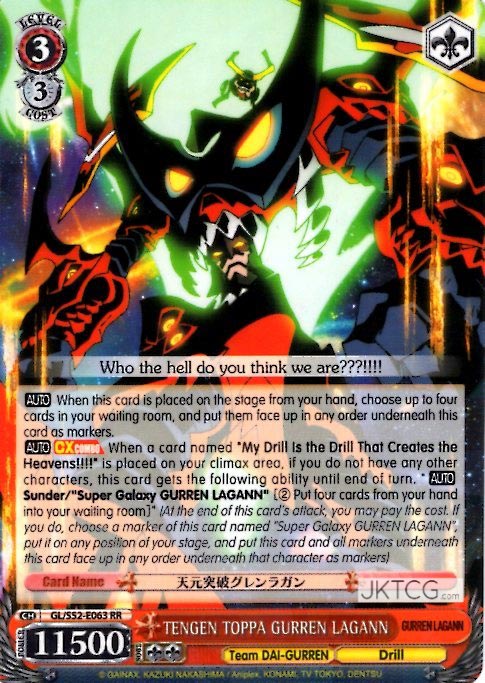 LEVEL
3
3
COST
Who the hell do you think we are???!!!!
AUTO When this card is placed on the stage from your hand, choose up to four
cards in your waiting room, and put them face up in any order underneath this
card as markers.
AUTO CX COMBO When a card named "My Drill Is the Drill That Creates the
Heavens!!!!" is placed on your climax area, if you do not have any other
characters, this card gets the following ability until end of turn. " AUTO
Sunder/"Super Galaxy GURREN LAGANN" [② Put four cards from your hand
into your waiting room]" (At the end of this card's attack, you may pay the cost. If
you do, choose a marker of this card named "Super Galaxy GURREN LAGANN",
put it on any position of your stage, and put this card and all markers underneath
this card face up in any order underneath that character as markers)
Card Name 天元突破グレンラガン
JKTCG.com
CH GL/S52-E063 RR
POWER 11500 TENGEN TOPPA GURREN LAGANN GURREN LAGANN
Team DAI-GURREN Drill
© GAINAX, KAZUKI NAKASHIMA / Aniplex, KONAMI, TV TOKYO, DENTSU